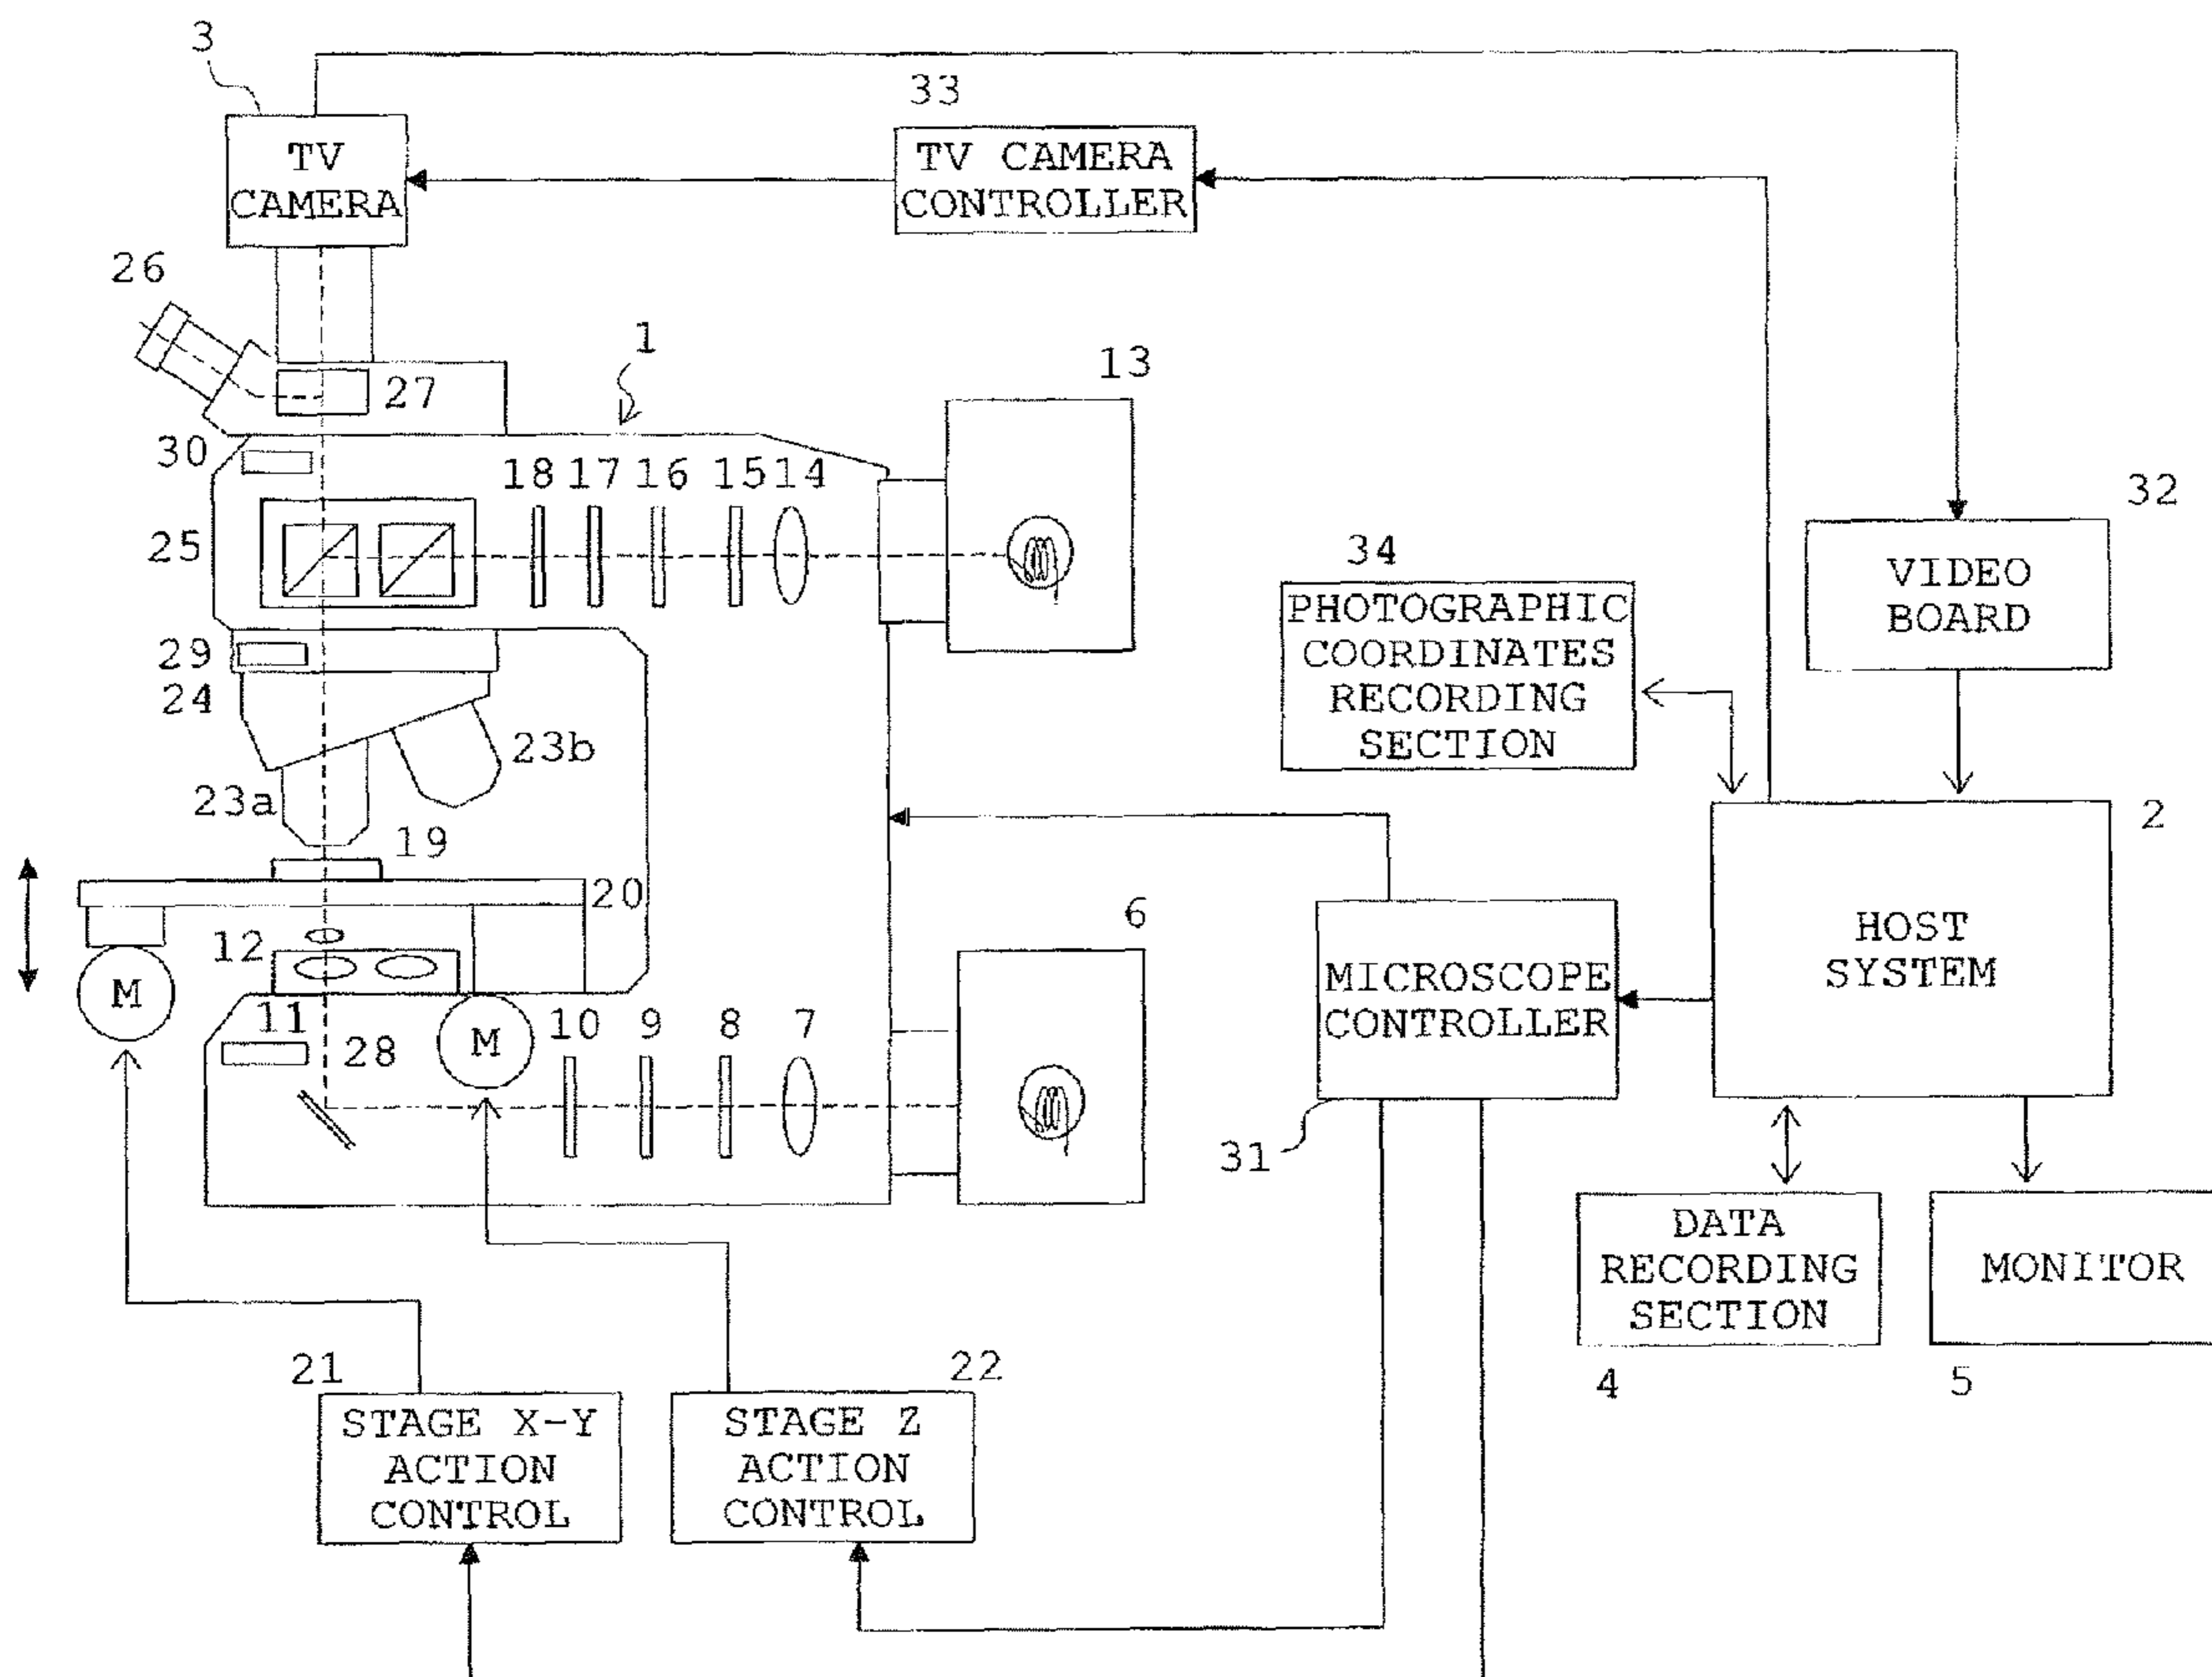 3
33
TV
CAMERA
TV CAMERA
CONTROLLER
26
1
13
27
30
18 17 16 15 14
32
25
34
VIDEO
BOARD
PHOTOGRAPHIC
COORDINATES
RECORDING
SECTION
29
24
23b
23a
2
19
20
6
12
HOST
SYSTEM
M
MICROSCOPE
CONTROLLER
11
28
M
10 9 8 7
31
DATA
RECORDING
SECTION
MONITOR
21
22
4
5
STAGE X-Y
ACTION
CONTROL
STAGE Z
ACTION
CONTROL